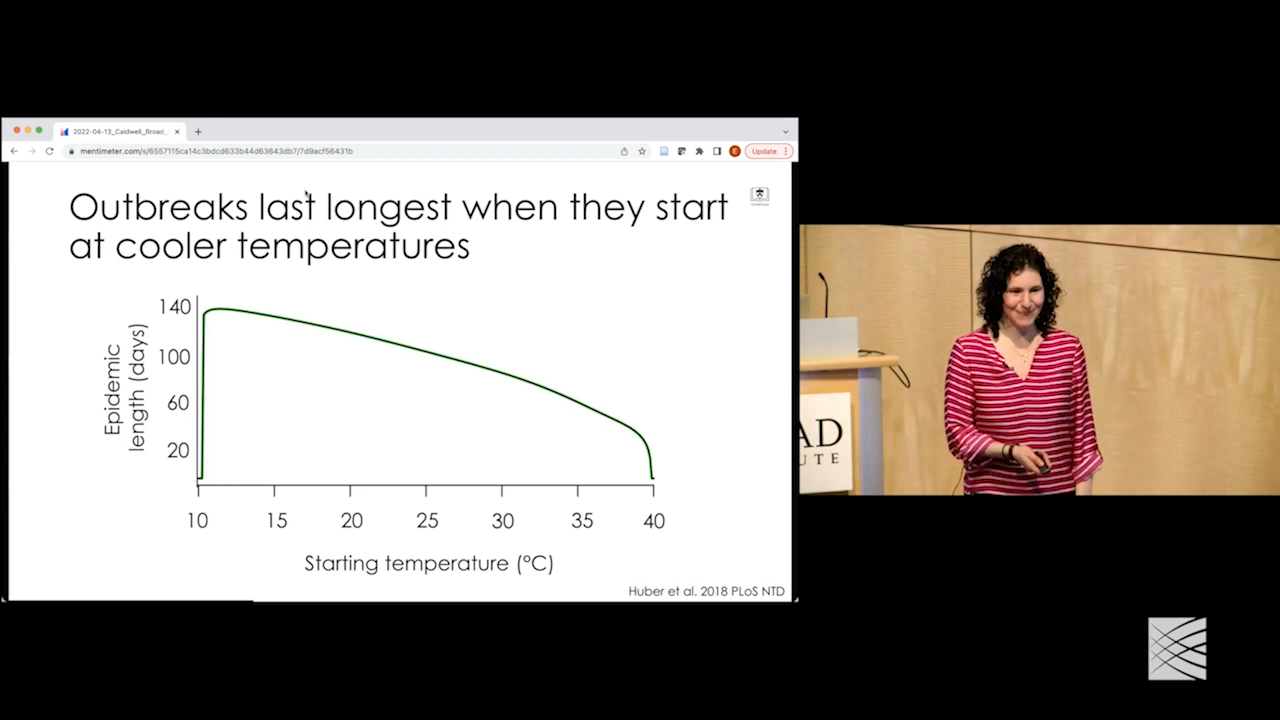 2022-04-13_Caldwell_Broad_
mentimeter.com/s/6557115ca14c3bdcd633b44d63643db7/7d9acf56431b
E
Update
Outbreaks last longest when they start
at cooler temperatures
140
100
60
20
Epidemic
length (days)
10 15 20 25 30 35 40
Starting temperature (°C)
Huber et al. 2018 PLoS NTD
AD
UTE